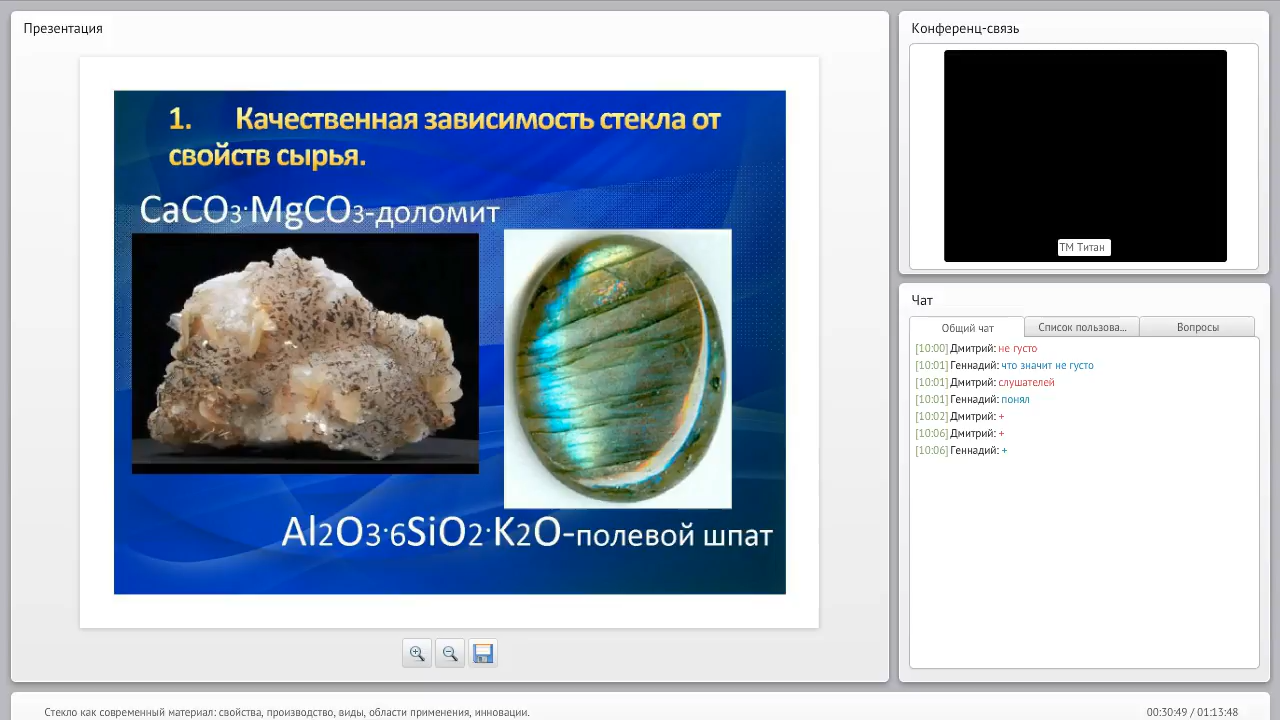 Презентация
1. Качественная зависимость стекла от
свойств сырья.
CaCO3·MgCO3-доломит
Al2O3·6SiO2·K2O-полевой шпат
Конференц-связь
ТМ Титан
Чат
Общий чат
Список пользова...
Вопросы
[10:00] Дмитрий: не густо
[10:01] Геннадий: что значит не густо
[10:01] Дмитрий: слушателей
[10:01] Геннадий: понял
[10:02] Дмитрий: +
[10:06] Дмитрий: +
[10:06] Геннадий: +
Стекло как современный материал: свойства, производство, виды, области применения, инновации.
00:30:49 / 01:13:48